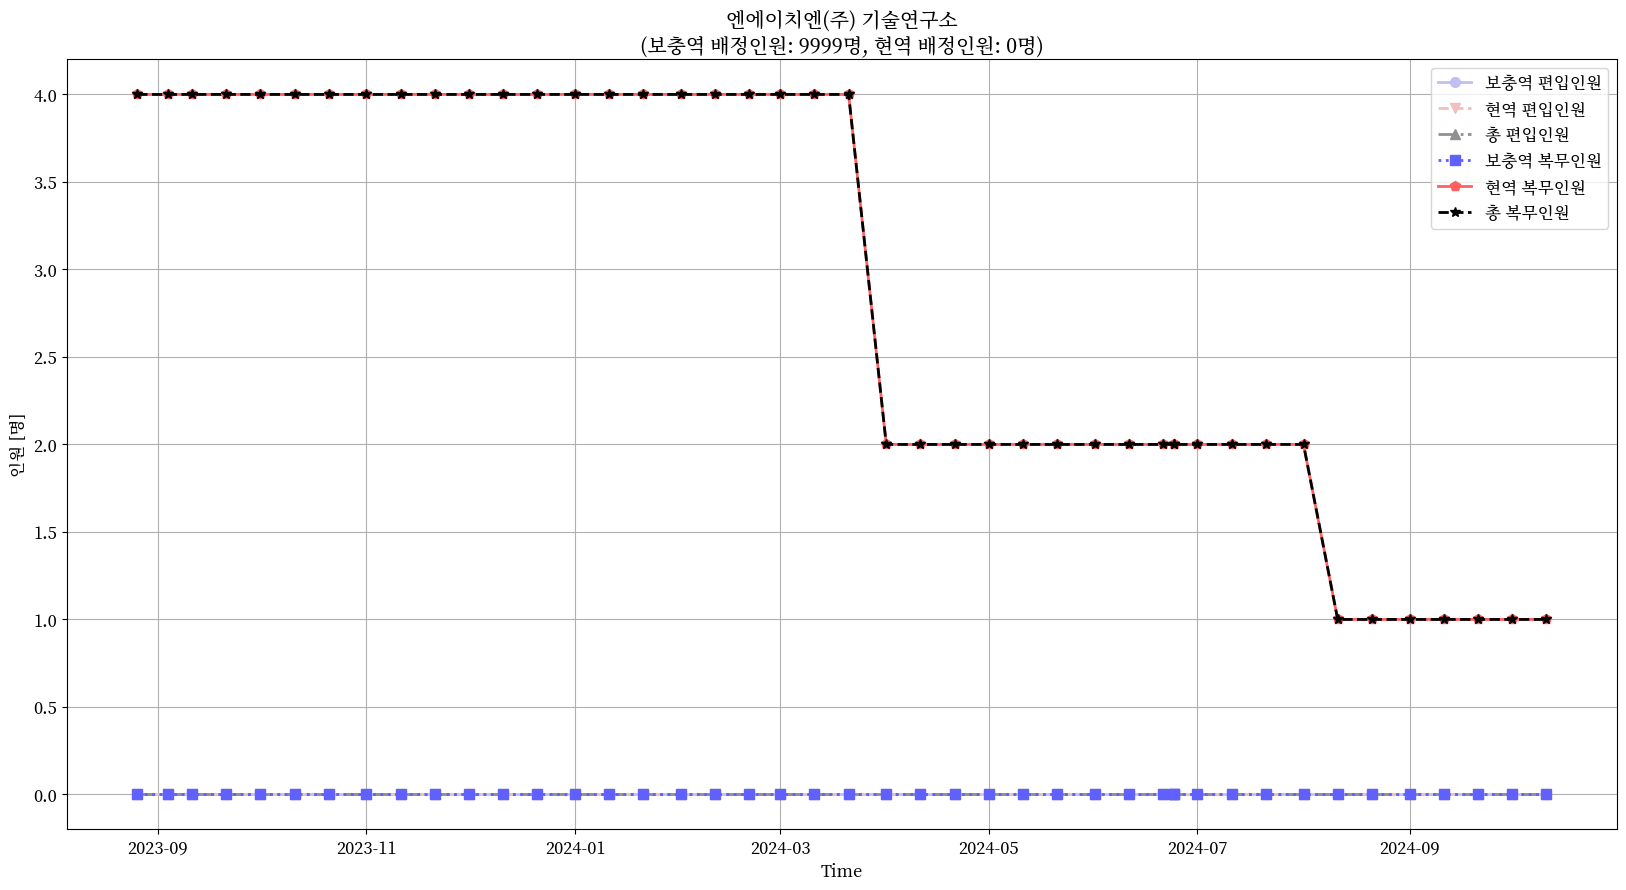 엔에이치엔(주) 기술연구소
(보충역 배정인원: 9999명, 현역 배정인원: 0명)
보충역 편입인원
현역 편입인원
총 편입인원
보충역 복무인원
현역 복무인원
총 복무인원
인원 [명]
4.0
3.5
3.0
2.5
2.0
1.5
1.0
0.5
0.0
2023-09
2023-11
2024-01
2024-03
2024-05
2024-07
2024-09
Time